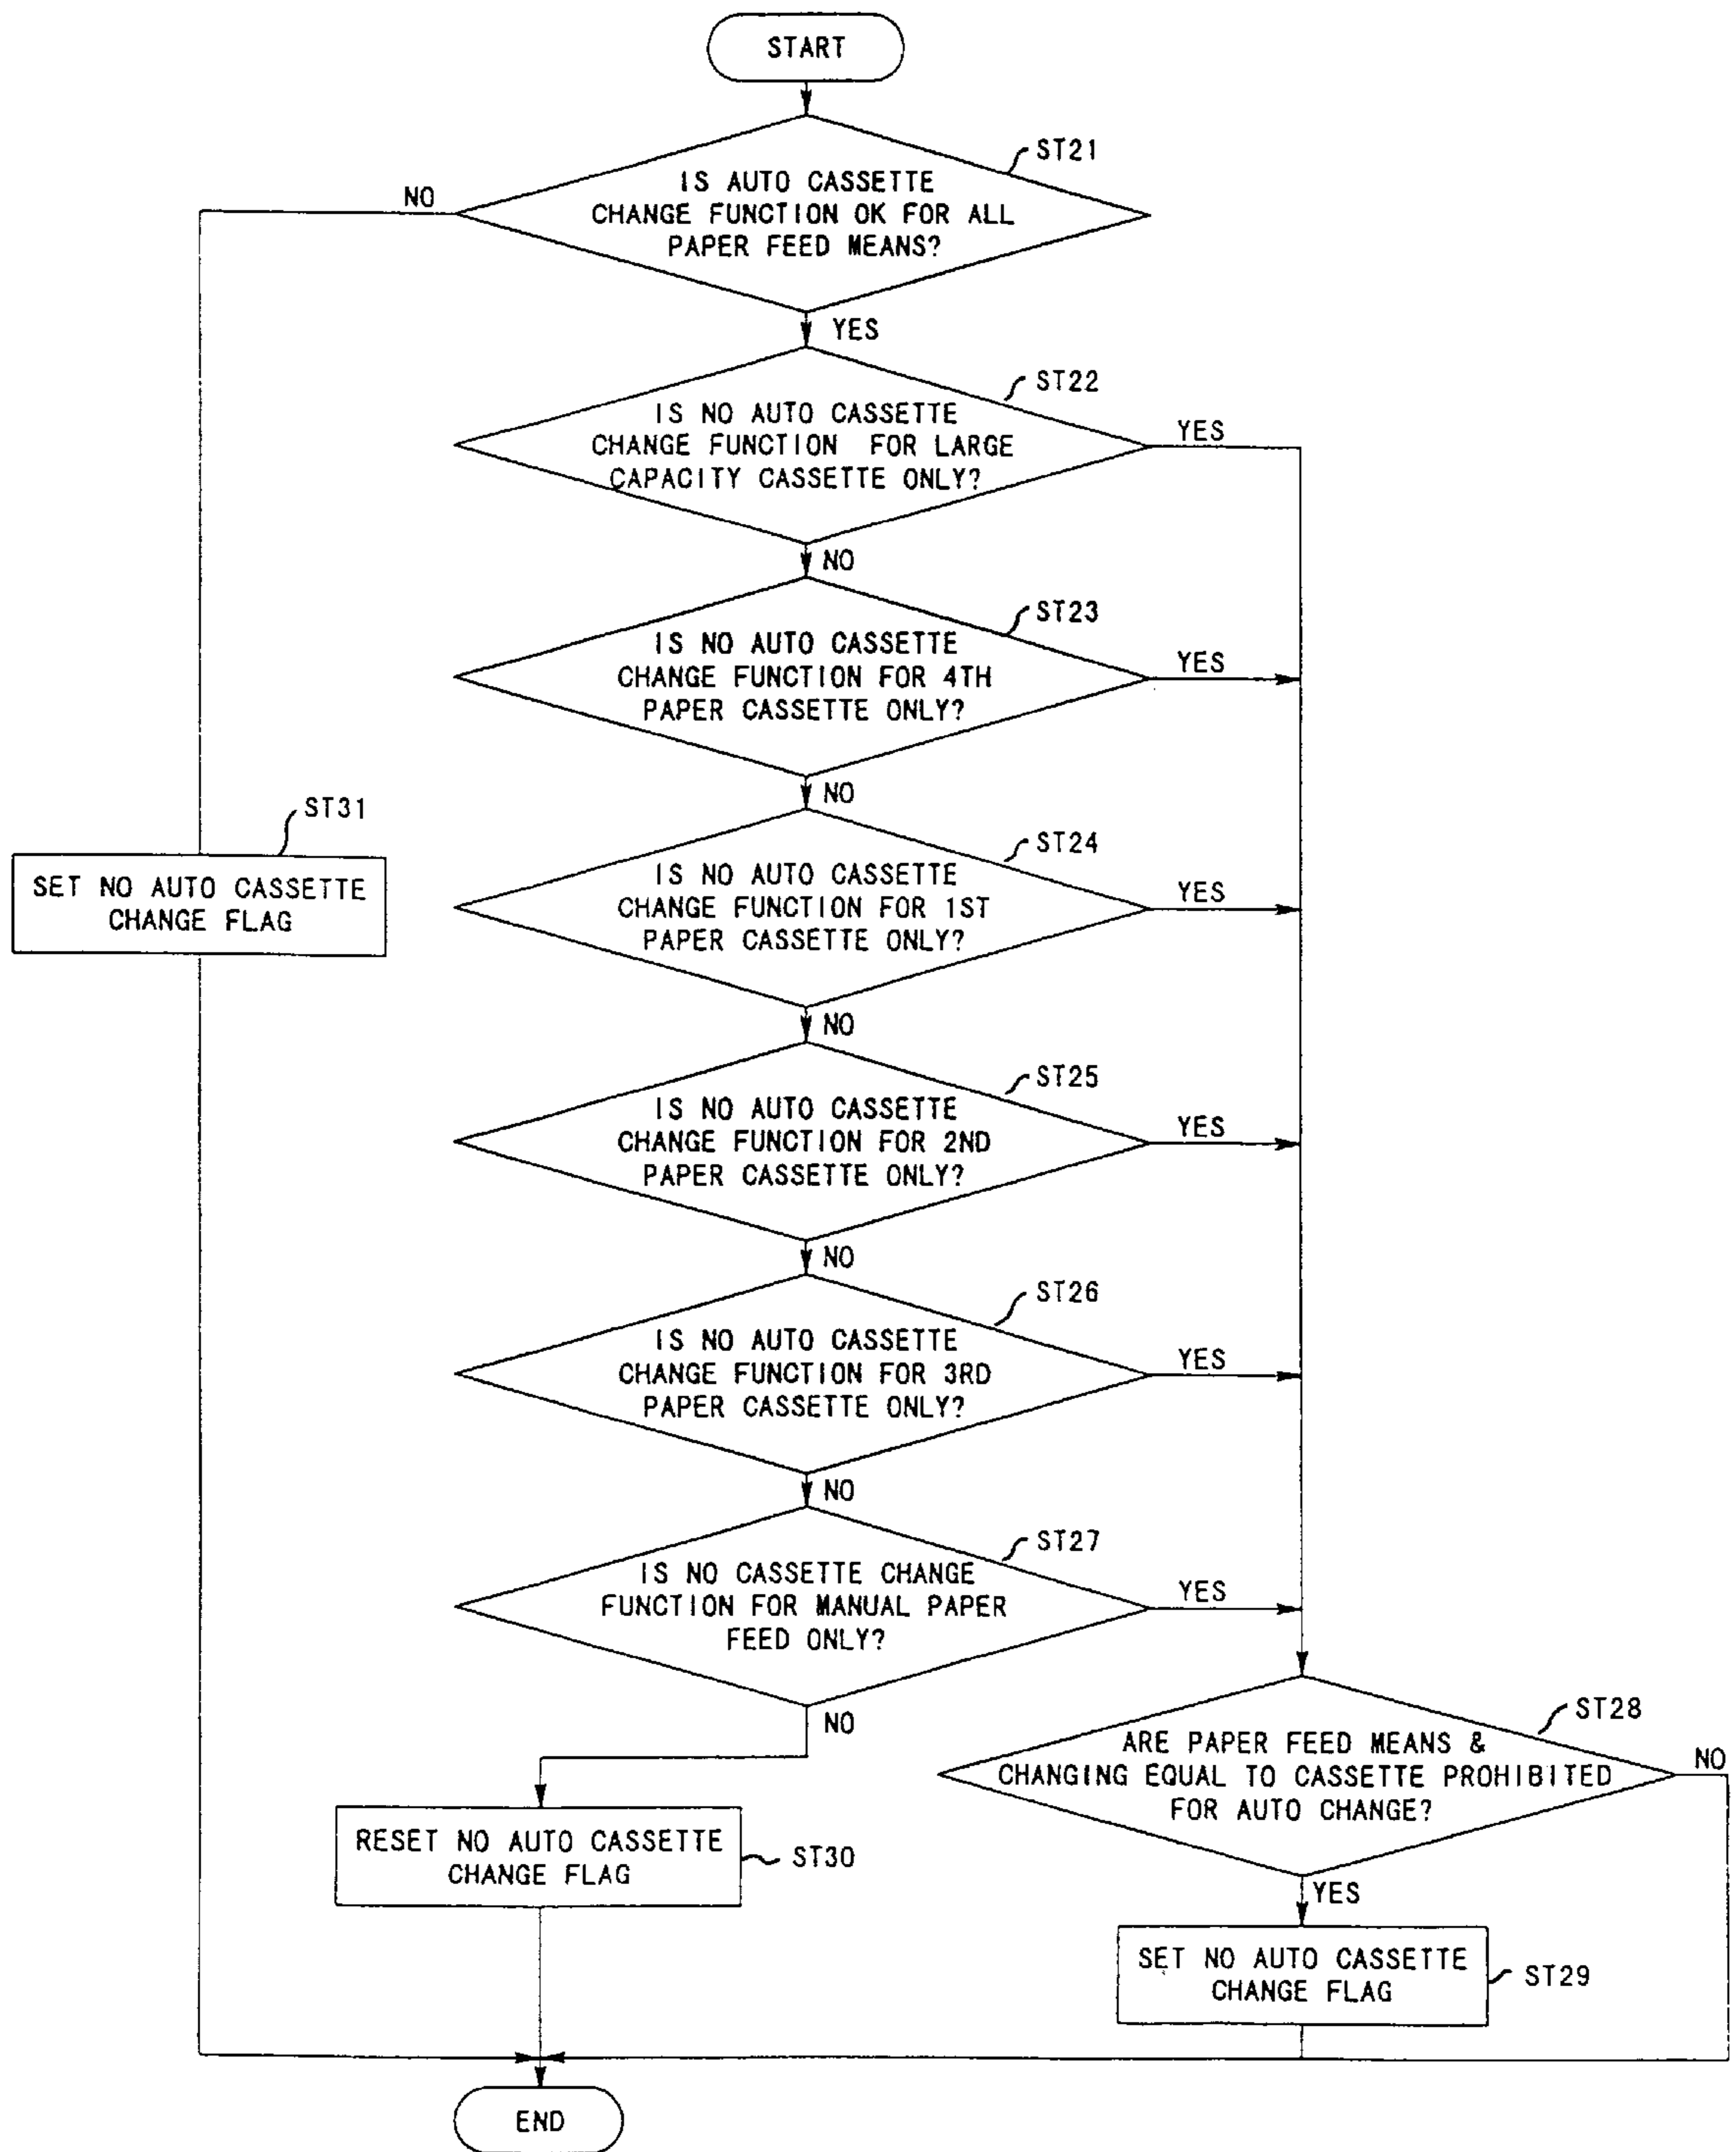 START
ST21
IS AUTO CASSETTE
CHANGE FUNCTION OK FOR ALL
PAPER FEED MEANS?
NO
YES
ST22
IS NO AUTO CASSETTE
CHANGE FUNCTION FOR LARGE
CAPACITY CASSETTE ONLY?
YES
NO
ST23
IS NO AUTO CASSETTE
CHANGE FUNCTION FOR 4TH
PAPER CASSETTE ONLY?
YES
NO
ST31
SET NO AUTO CASSETTE
CHANGE FLAG
ST24
IS NO AUTO CASSETTE
CHANGE FUNCTION FOR 1ST
PAPER CASSETTE ONLY?
YES
NO
ST25
IS NO AUTO CASSETTE
CHANGE FUNCTION FOR 2ND
PAPER CASSETTE ONLY?
YES
NO
ST26
IS NO AUTO CASSETTE
CHANGE FUNCTION FOR 3RD
PAPER CASSETTE ONLY?
YES
NO
ST27
IS NO CASSETTE CHANGE
FUNCTION FOR MANUAL PAPER
FEED ONLY?
YES
NO
ST28
ARE PAPER FEED MEANS &
CHANGING EQUAL TO CASSETTE PROHIBITED
FOR AUTO CHANGE?
NO
YES
RESET NO AUTO CASSETTE
CHANGE FLAG
ST30
SET NO AUTO CASSETTE
CHANGE FLAG
ST29
END